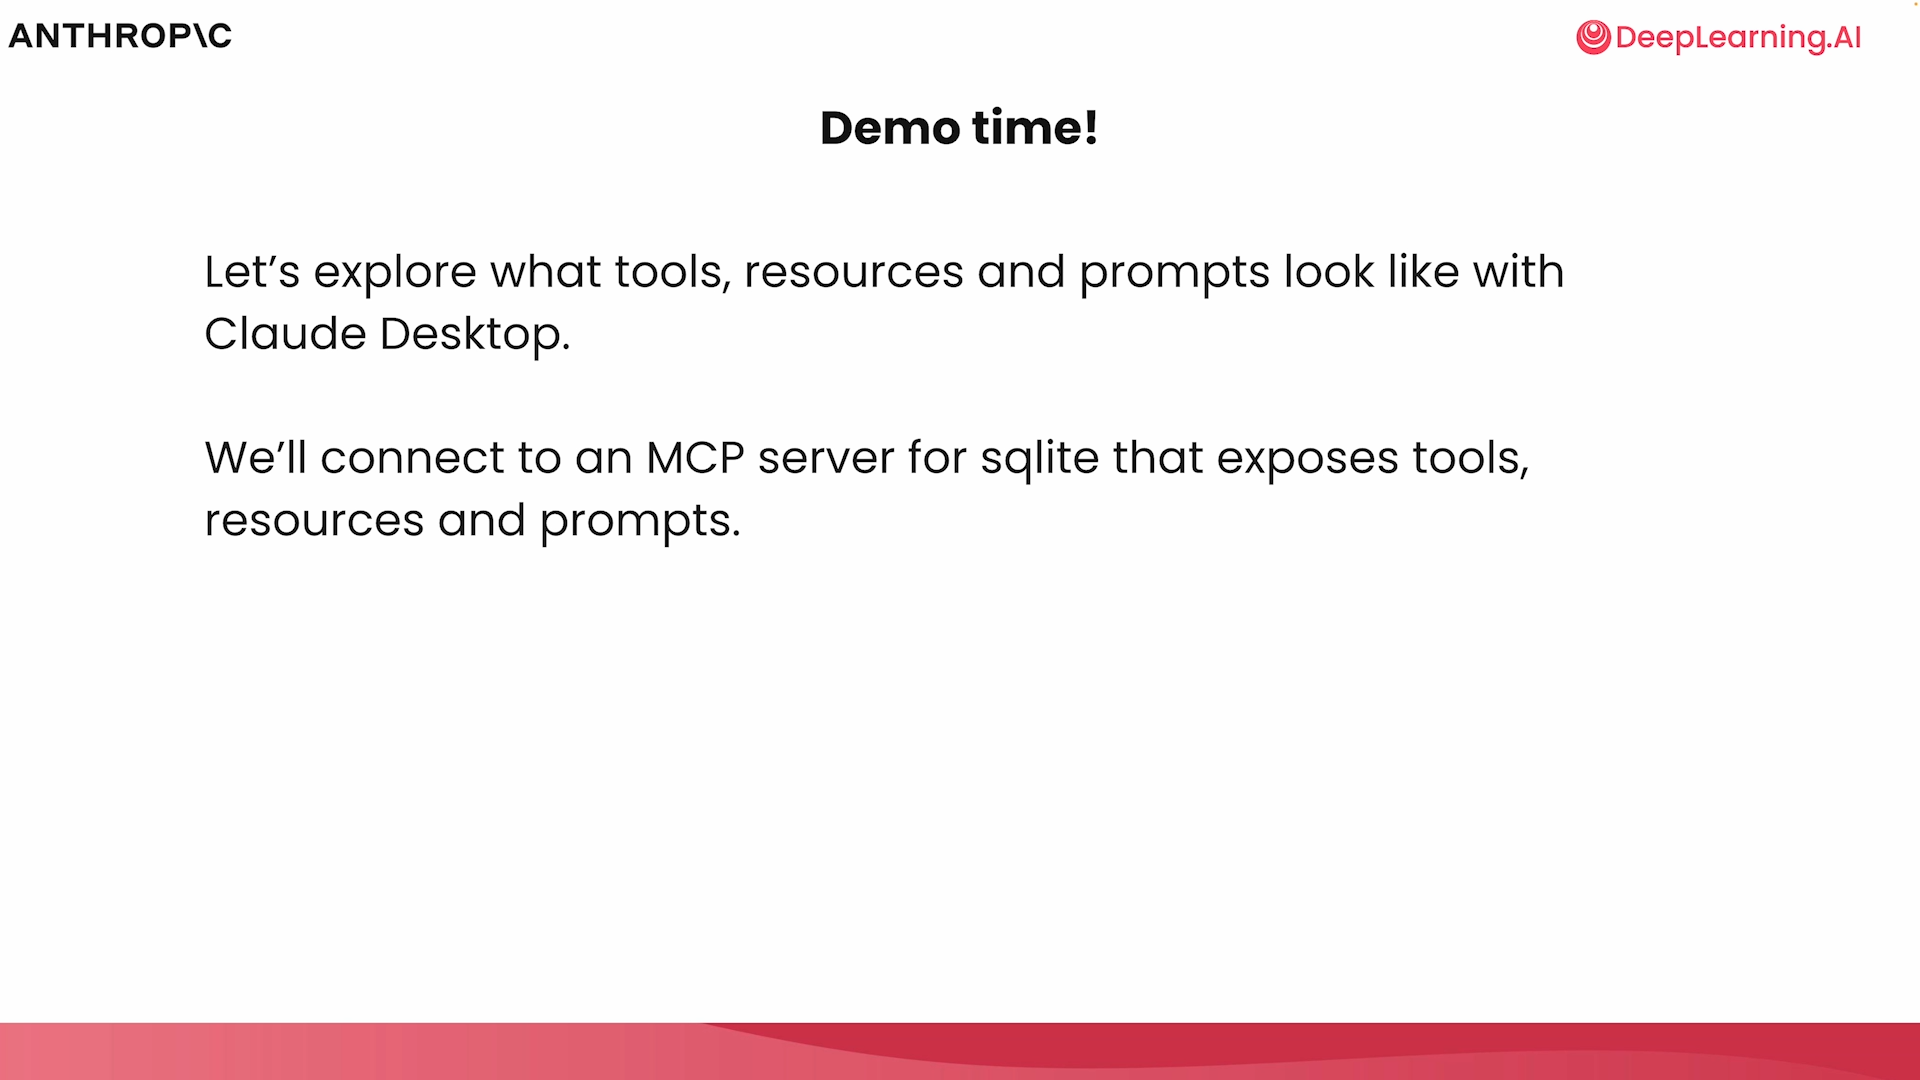 ANTHROP\C
DeepLearning.AI
Demo time!
Let’s explore what tools, resources and prompts look like with
Claude Desktop.
We’ll connect to an MCP server for sqlite that exposes tools,
resources and prompts.